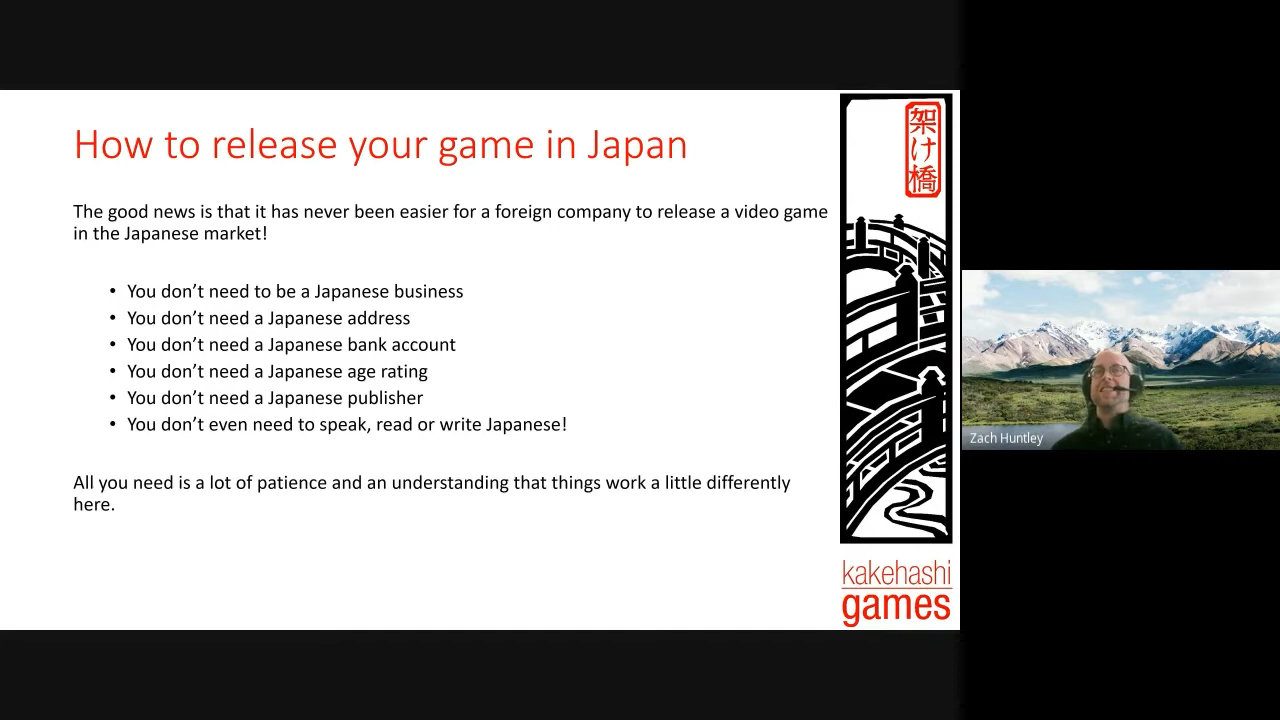 How to release your game in Japan
The good news is that it has never been easier for a foreign company to release a video game
in the Japanese market!
• You don’t need to be a Japanese business
• You don’t need a Japanese address
• You don’t need a Japanese bank account
• You don’t need a Japanese age rating
• You don’t need a Japanese publisher
• You don’t even need to speak, read or write Japanese!
All you need is a lot of patience and an understanding that things work a little differently
here.
架け橋
kakehashi
games
Zach Huntley